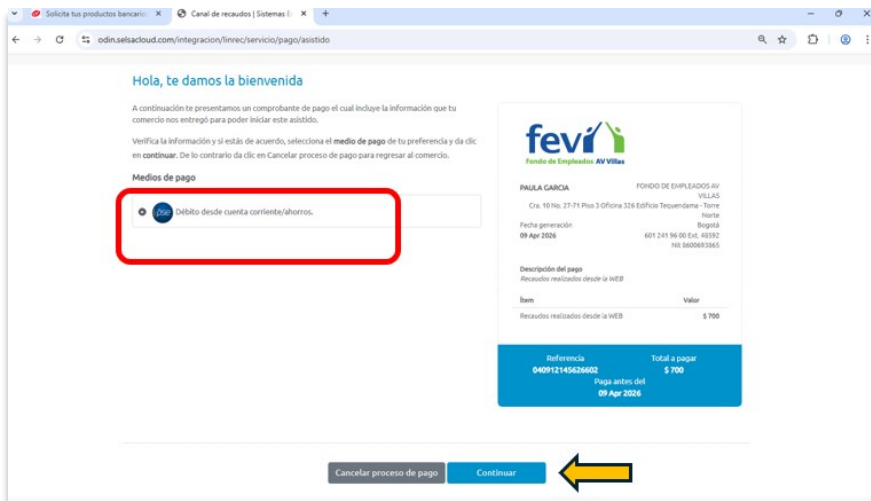 Solicita tus productos bancario
Canal de recaudos | Sistemas E
odin.selsacloud.com/integracion/linrec/servicio/pago/asistido
Hola, te damos la bienvenida
A continuación te presentamos un comprobante de pago el cual incluye la información que tu
comercio nos entregó para poder iniciar este asistido.
Verifica la información y si estás de acuerdo, selecciona el medio de pago de tu preferencia y da clic
en continuar. De lo contrario da clic en Cancelar proceso de pago para regresar al comercio.
Medios de pago
pse Débito desde cuenta corriente/ahorros.
fevi
Fondo de Empleados AV Villas
PAULA GARCIA
FONDO DE EMPLEADOS AV
VILLAS
Cra. 10 No. 27-71 Piso 3 Oficina 326 Edificio Tequendama - Torre
Norte
Fecha generación Bogotá
09 Apr 2026 601 241 96 00 Ext. 48592
Nit 8600693865
Descripción del pago
Recaudos realizados desde la WEB
Ítem Valor
Recaudos realizados desde la WEB $ 700
Referencia Total a pagar
040912145626602 $ 700
Paga antes del
09 Apr 2026
Cancelar proceso de pago Continuar